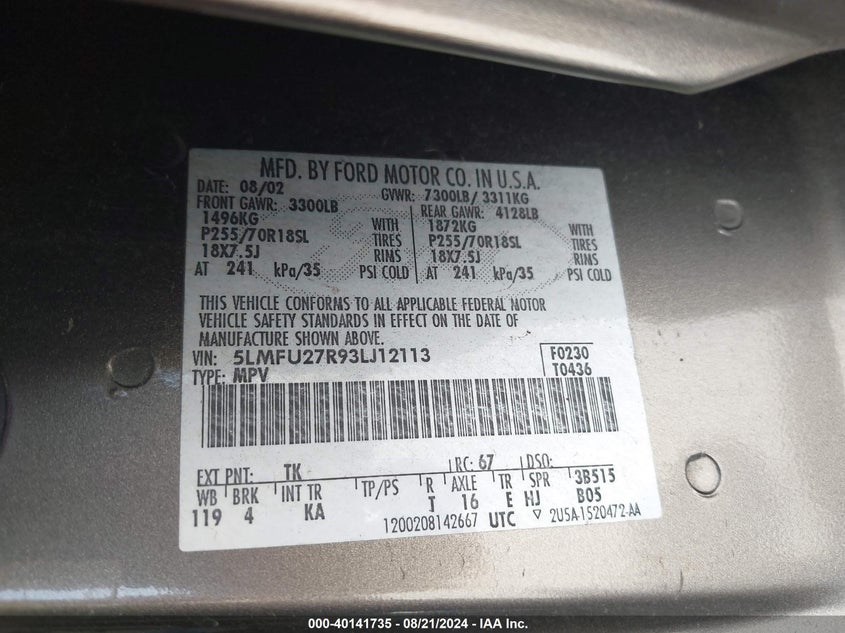 MFD. BY FORD MOTOR CO. IN U.S.A.
DATE: 08/02 GVWR: 7300LB/ 3311KG
FRONT GAWR: 3300LB REAR GAWR: 4128LB
1496KG WITH 1872KG WITH
P255/70R18SL TIRES P255/70R18SL TIRES
18X7.5J RIMS 18X7.5J RIMS
AT 241 kPa/35 PSI COLD AT 241 kPa/35 PSI COLD
THIS VEHICLE CONFORMS TO ALL APPLICABLE FEDERAL MOTOR
VEHICLE SAFETY STANDARDS IN EFFECT ON THE DATE OF
MANUFACTURE SHOWN ABOVE.
VIN: 5LMFU27R93LJ12113 F0230
TYPE: MPV T0436
EXT PNT: TK RC: 67 DSO:
WB BRK INT TR TP/PS R AXLE TR SPR 3B515
119 4 KA T 16 E HJ B05
1200208142667 UTC 2U5A-1520472-AA
000-40141735 - 08/21/2024 - IAA Inc.